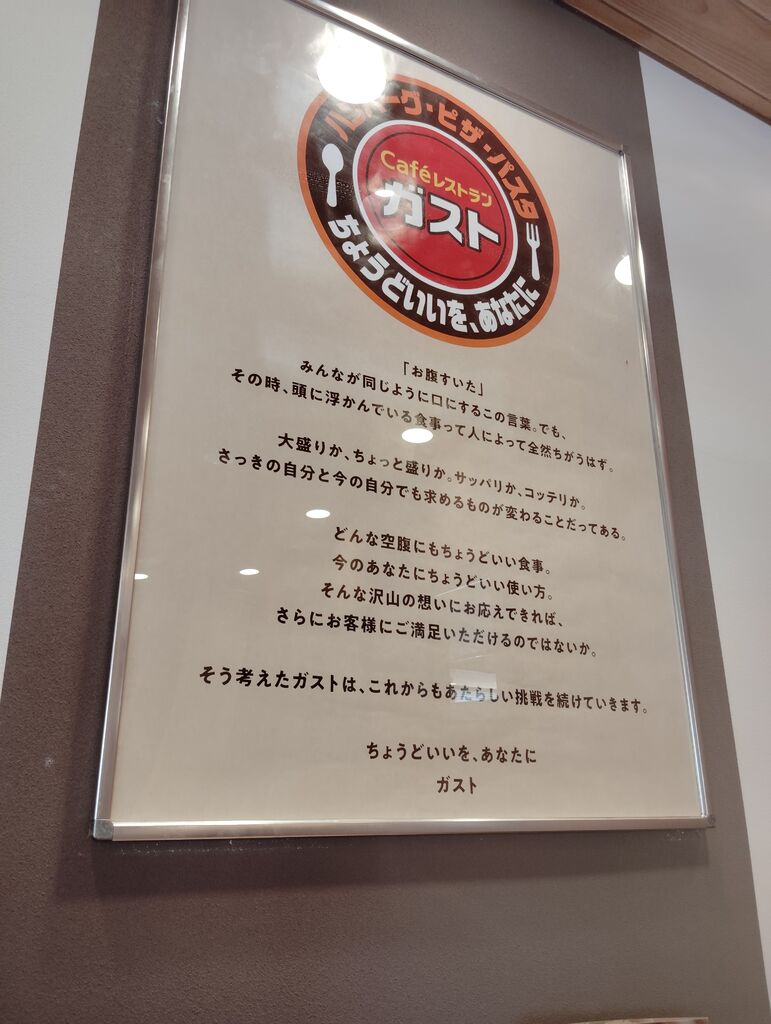 ハンバーグ・ピザ・パスタ
Caféレストラン
ガスト
ちょうどいいを、あなたに
「お腹すいた」
みんなが同じように口にするこの言葉。でも、
その時、頭に浮かんでいる食事って人によって全然ちがうはず。
大盛りか、ちょっと盛りか。サッパリか、コッテリか。
さっきの自分と今の自分でも求めるものが変わることだってある。
どんな空腹にもちょうどいい食事。
今のあなたにちょうどいい使い方。
そんな沢山の想いにお応えできれば、
さらにお客様にご満足いただけるのではないか。
そう考えたガストは、これからもあたらしい挑戦を続けていきます。
ちょうどいいを、あなたに
ガスト